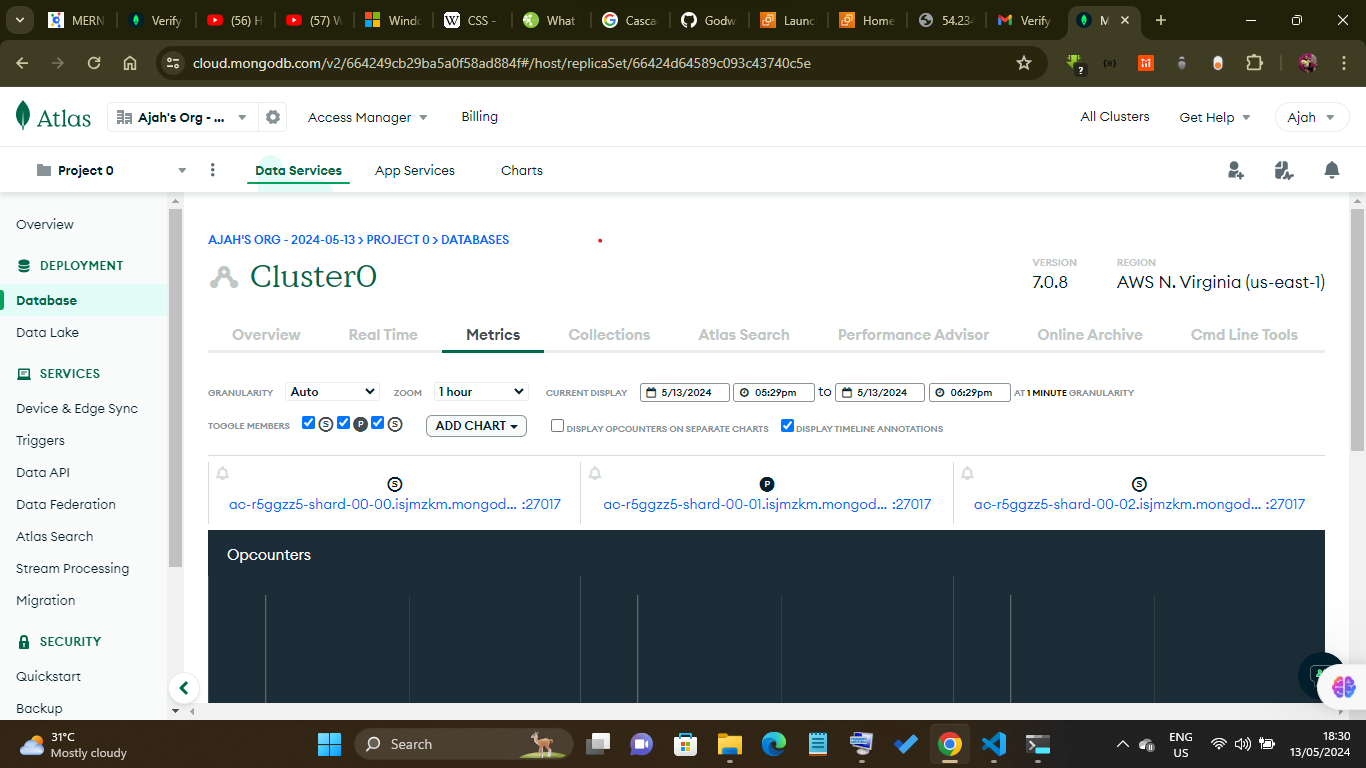 MERN
Verify
(56) H
(57) W
Windo
CSS -
What
Casca
Godw
Launc
Home
54.234
Verify
M
cloud.mongodb.com/v2/664249cb29ba5a0f58ad884f#/host/replicaSet/66424d64589c093c43740c5e
Atlas
Ajah's Org - ...
Access Manager
Billing
All Clusters
Get Help
Ajah
Project 0
Data Services
App Services
Charts
Overview
DEPLOYMENT
Database
Data Lake
SERVICES
Device & Edge Sync
Triggers
Data API
Data Federation
Atlas Search
Stream Processing
Migration
SECURITY
Quickstart
Backup
AJAH'S ORG - 2024-05-13 > PROJECT 0 > DATABASES
Cluster0
VERSION
7.0.8
REGION
AWS N. Virginia (us-east-1)
Overview
Real Time
Metrics
Collections
Atlas Search
Performance Advisor
Online Archive
Cmd Line Tools
GRANULARITY Auto ZOOM 1 hour CURRENT DISPLAY 5/13/2024 05:29pm to 5/13/2024 06:29pm AT 1 MINUTE GRANULARITY
TOGGLE MEMBERS S P S ADD CHART DISPLAY OPCOUNTERS ON SEPARATE CHARTS DISPLAY TIMELINE ANNOTATIONS
S
ac-r5ggzz5-shard-00-00.isjmzkm.mongod... :27017
P
ac-r5ggzz5-shard-00-01.isjmzkm.mongod... :27017
S
ac-r5ggzz5-shard-00-02.isjmzkm.mongod... :27017
Opcounters
31°C
Mostly cloudy
Search
ENG
US
18:30
13/05/2024